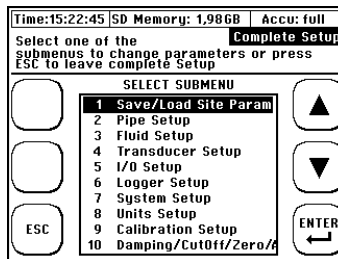 Time:15:22:45 SD Memory: 1,98GB Accu: full
Complete Setup
Select one of the
submenus to change parameters or press
ESC to leave complete Setup
SELECT SUBMENU
1 Save/Load Site Param
2 Pipe Setup
3 Fluid Setup
4 Transducer Setup
5 I/O Setup
6 Logger Setup
7 System Setup
8 Units Setup
9 Calibration Setup
10 Damping/CutOff/Zero/
ESC
ENTER